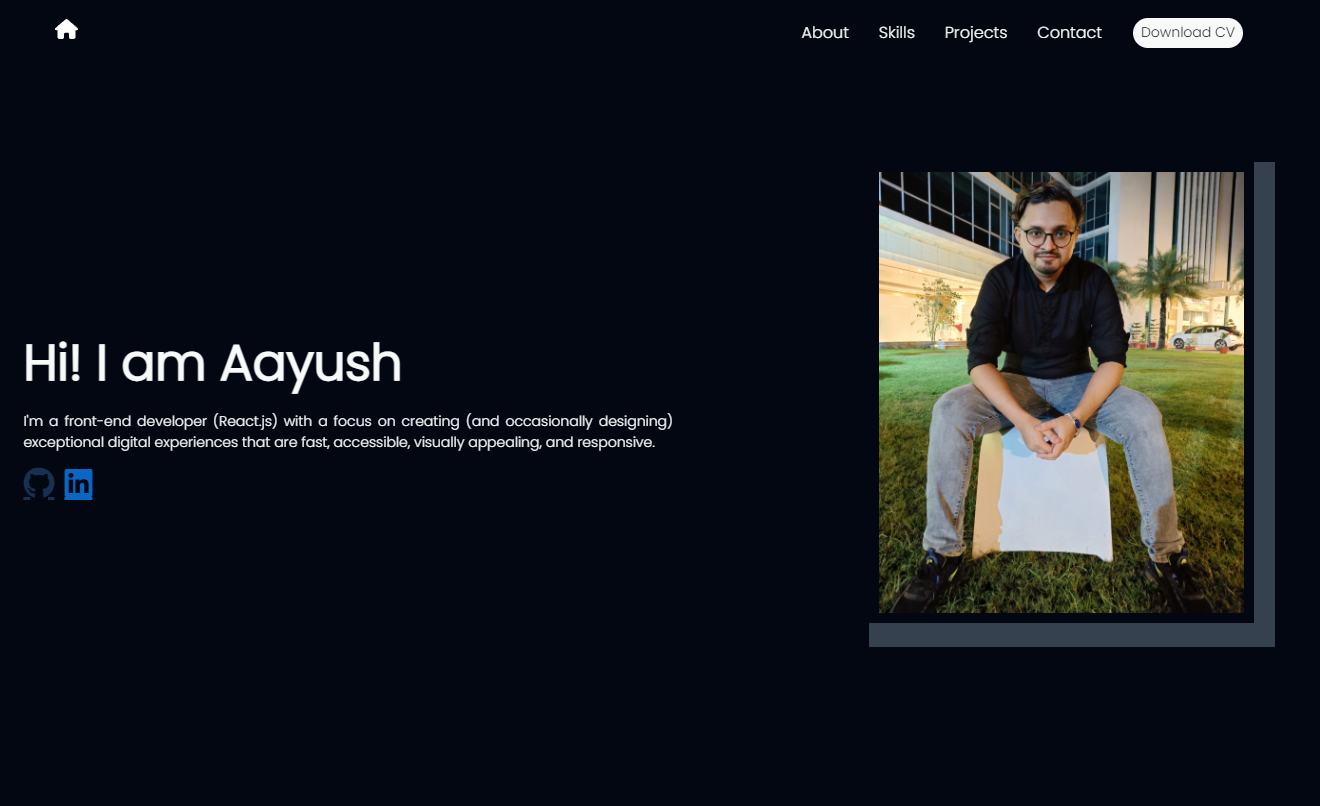 About Skills Projects Contact Download CV
Hi! I am Aayush
I'm a front-end developer (React.js) with a focus on creating (and occasionally designing)
exceptional digital experiences that are fast, accessible, visually appealing, and responsive.
in